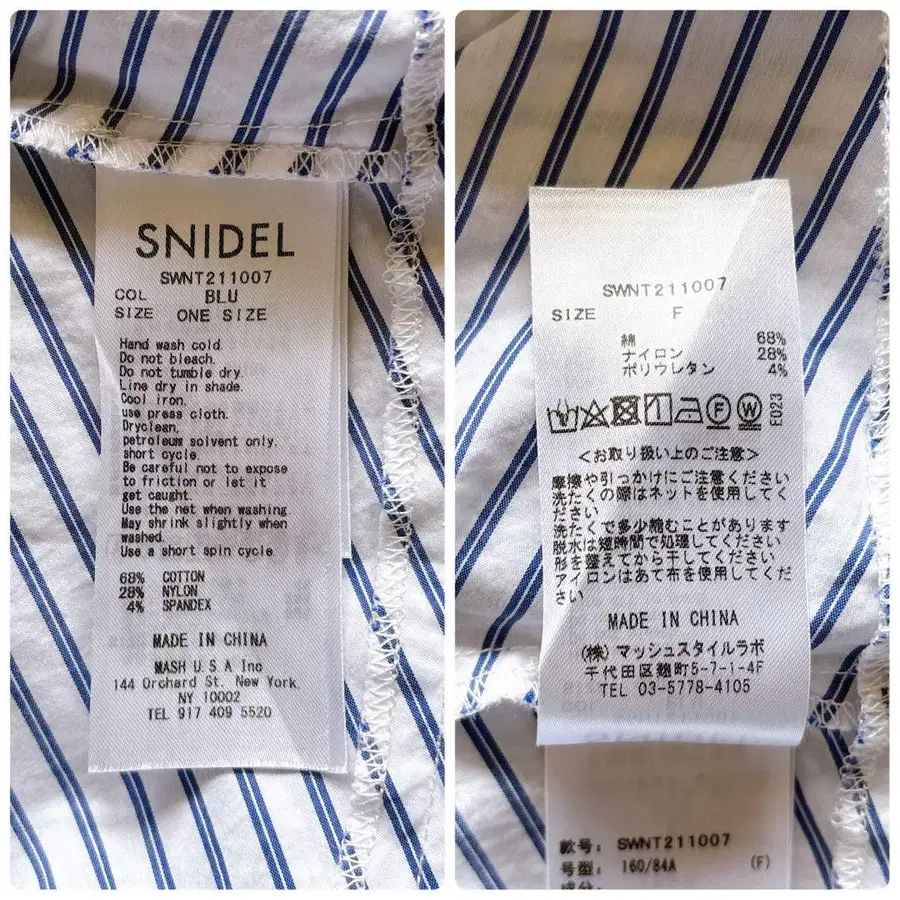 SNIDEL
SWNT211007
COL BLU
SIZE ONE SIZE
Hand wash cold.
Do not bleach.
Do not tumble dry.
Line dry in shade.
Cool iron,
use press cloth.
Dryclean,
petroleum solvent only,
short cycle.
Be careful not to expose
to friction or let it
get caught.
Use the net when washing
May shrink slightly when
washed.
Use a short spin cycle.
68% COTTON
28% NYLON
4% SPANDEX
MADE IN CHINA
MASH U.S.A Inc
144 Orchard St. New York,
NY 10002
TEL 917 409 5520
SWNT211007
SIZE F
綿 68%
ナイロン 28%
ポリウレタン 4%
F W E023
<お取り扱い上のご注意>
摩擦や引っかけにご注意ください
洗たくの際はネットを使用してく
ださい
洗たくで多少縮むことがあります
脱水は短時間で処理してください
形を整えてから干してください
アイロンはあて布を使用してくだ
さい
MADE IN CHINA
(株)マッシュスタイルラボ
千代田区麹町5-7-1-4F
TEL 03-5778-4105
款号: SWNT211007
号型: 160/84A (F)